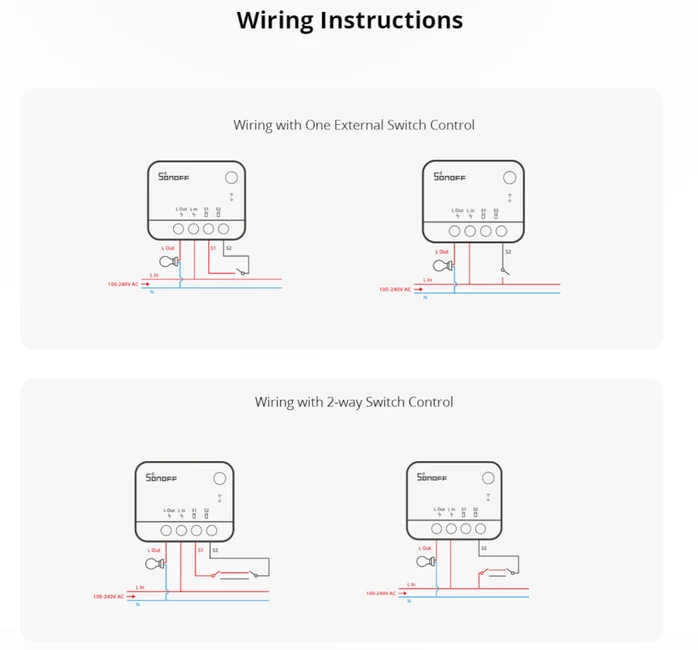 Wiring Instructions
Wiring with One External Switch Control
SONOFF
L Out L In S1 S2
L Out
S1
S2
L In
100-240V AC
N
SONOFF
L Out L In S1 S2
L Out
S2
L In
100-240V AC
N
Wiring with 2-way Switch Control
SONOFF
L Out L In S1 S2
L Out
S1
S2
L In
100-240V AC
N
SONOFF
L Out L In S1 S2
L Out
S2
L In
100-240V AC
N